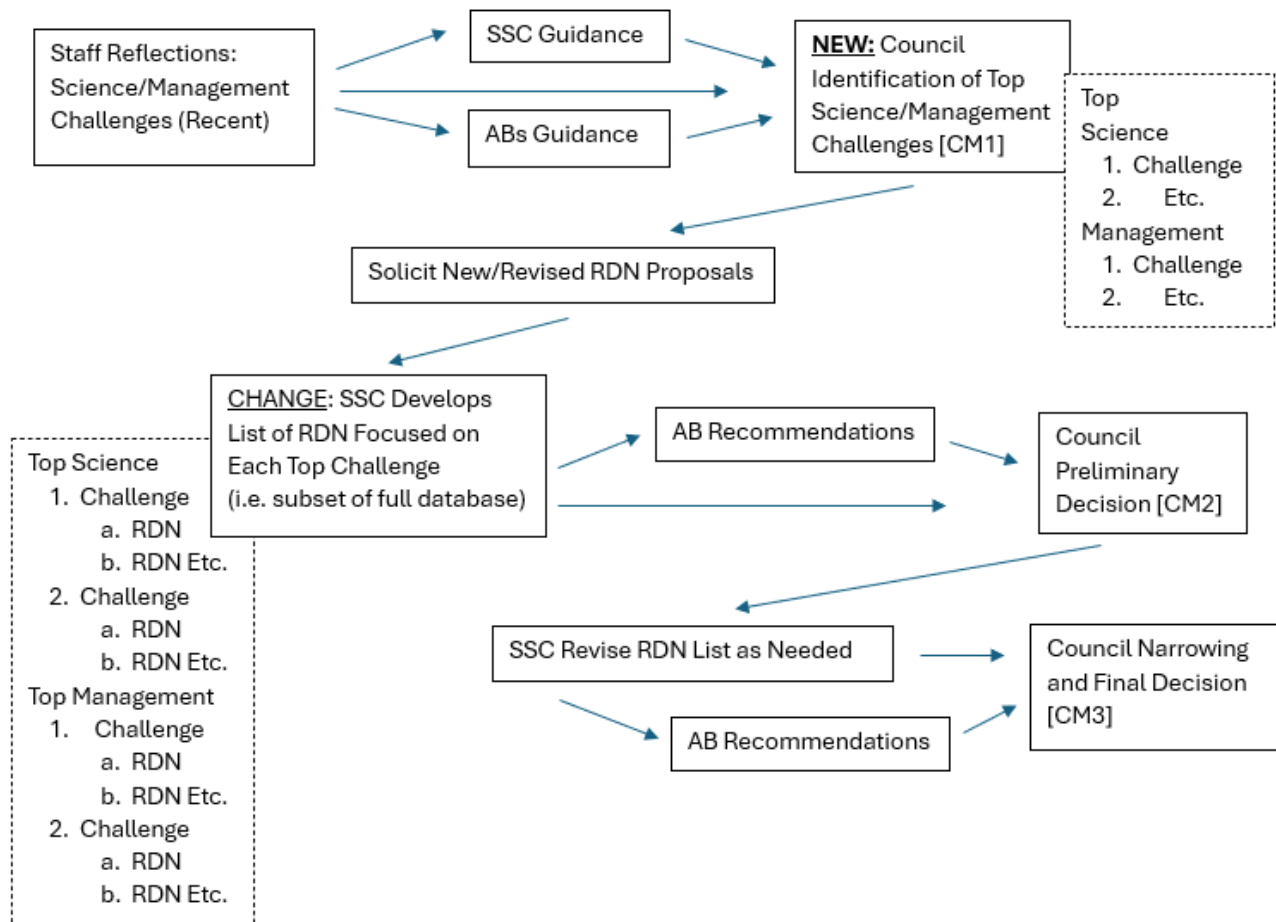 Staff Reflections:
Science/Management
Challenges (Recent)
SSC Guidance
ABs Guidance
NEW: Council
Identification of Top
Science/Management
Challenges [CM1]
Top
Science
1. Challenge
2. Etc.
Management
1. Challenge
2. Etc.
Solicit New/Revised RDN Proposals
CHANGE: SSC Develops
List of RDN Focused on
Each Top Challenge
(i.e. subset of full database)
Top Science
1. Challenge
a. RDN
b. RDN Etc.
2. Challenge
a. RDN
b. RDN Etc.
Top Management
1. Challenge
a. RDN
b. RDN Etc.
2. Challenge
a. RDN
b. RDN Etc.
AB Recommendations
Council
Preliminary
Decision [CM2]
SSC Revise RDN List as Needed
AB Recommendations
Council Narrowing
and Final Decision
[CM3]